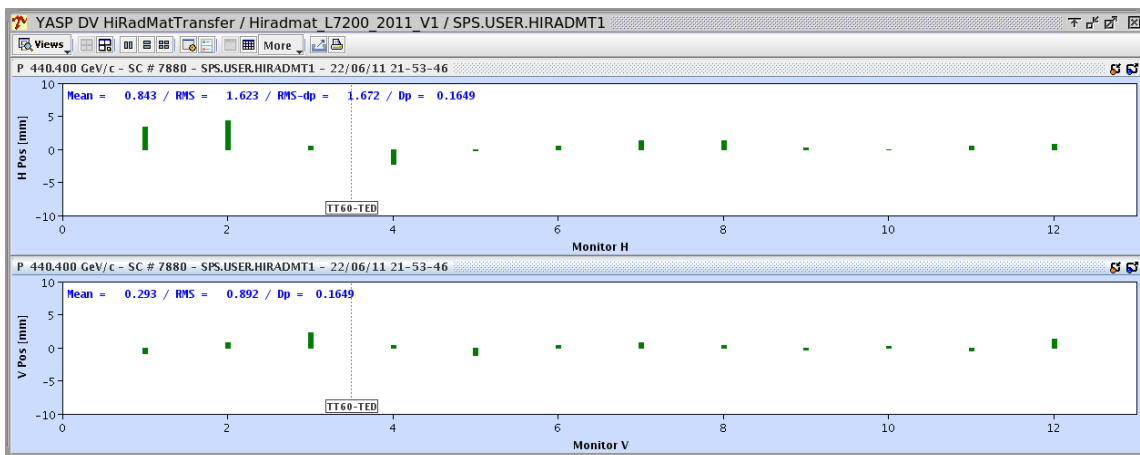 YASP DV HiRadMatTransfer / Hiradmat_L7200_2011_V1 / SPS.USER.HIRADMT1
Views More
P 440.400 GeV/c - SC # 7880 - SPS.USER.HIRADMT1 - 22/06/11 21-53-46
Mean = 0.843 / RMS = 1.623 / RMS-dp = 1.672 / Dp = 0.1649
H Pos [mm]
10
5
0
-5
-10
TT60-TED
0 2 4 6 8 10 12
Monitor H
P 440.400 GeV/c - SC # 7880 - SPS.USER.HIRADMT1 - 22/06/11 21-53-46
Mean = 0.293 / RMS = 0.892 / Dp = 0.1649
V Pos [mm]
10
5
0
-5
-10
TT60-TED
0 2 4 6 8 10 12
Monitor V